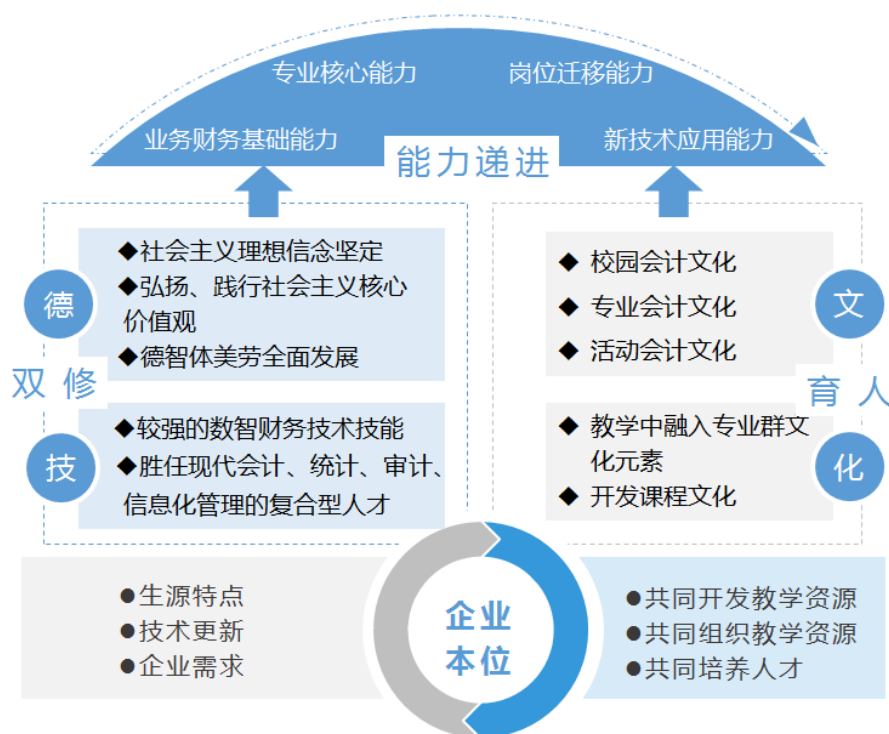 专业核心能力
岗位迁移能力
业务财务基础能力
新技术应用能力
能力递进
德
双修
技
◆社会主义理想信念坚定
◆弘扬、践行社会主义核心
价值观
◆德智体美劳全面发展
◆较强的数智财务技术技能
◆胜任现代会计、统计、审计、
信息化管理的复合型人才
◆ 校园会计文化
◆ 专业会计文化
◆ 活动会计文化
◆ 教学中融入专业群文
化元素
◆ 开发课程文化
文
育人
化
●生源特点
●技术更新
●企业需求
企业
本位
●共同开发教学资源
●共同组织教学资源
●共同培养人才